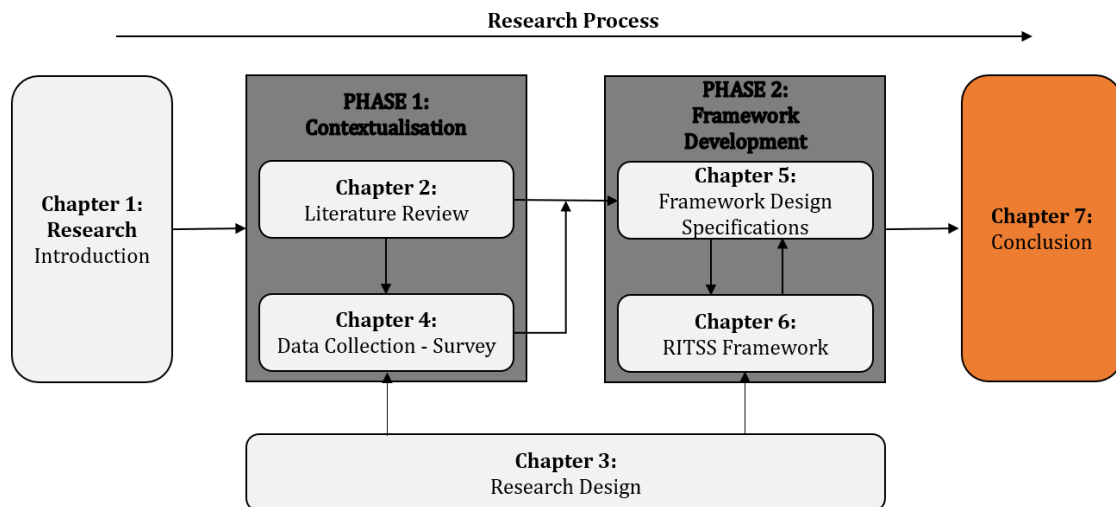 Research Process
Chapter 1:
Research
Introduction
PHASE 1:
Contextualisation
Chapter 2:
Literature Review
Chapter 4:
Data Collection - Survey
PHASE 2:
Framework
Development
Chapter 5:
Framework Design
Specifications
Chapter 6:
RITSS Framework
Chapter 7:
Conclusion
Chapter 3:
Research Design